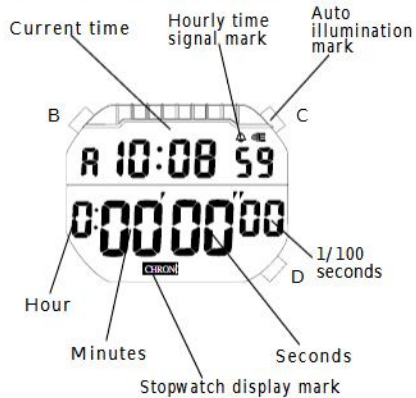 Current time
Hourly time
signal mark
Auto
illumination
mark
B
C
A 10:08 59
0:00'00"00
CHRONO
1/100
seconds
D
Hour
Minutes
Seconds
Stopwatch display mark